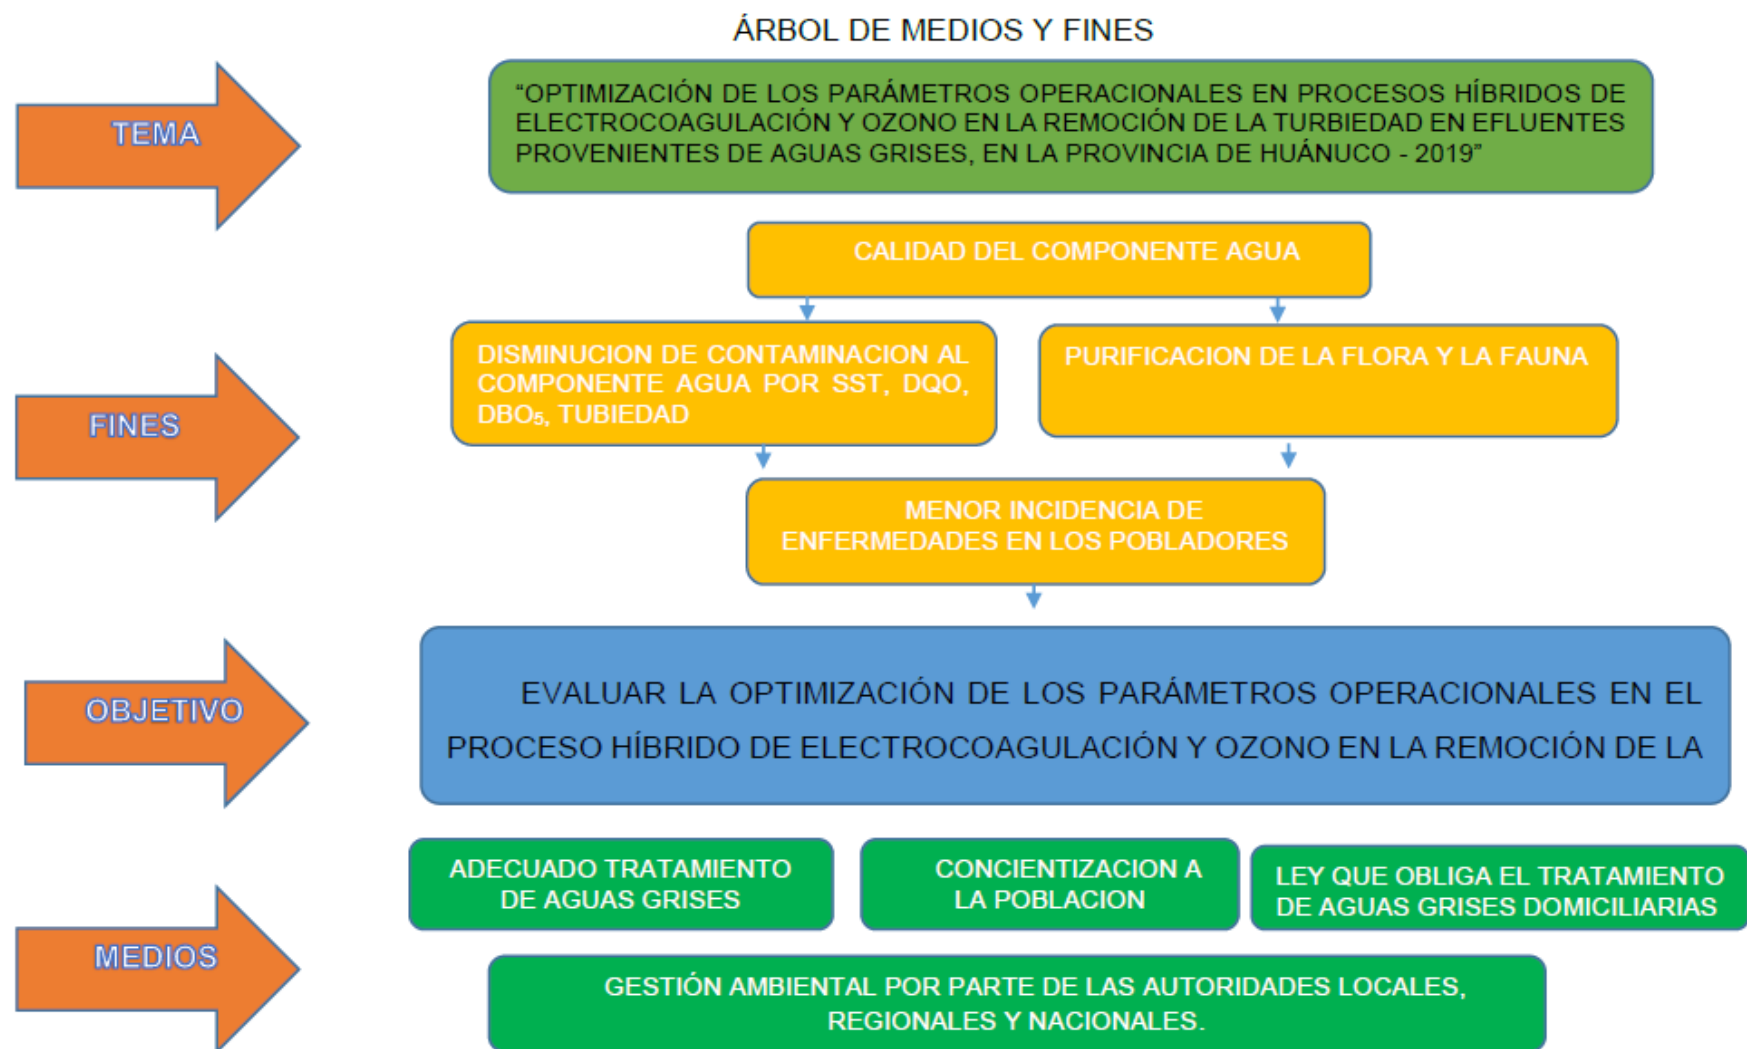 ÁRBOL DE MEDIOS Y FINES
TEMA
“OPTIMIZACIÓN DE LOS PARÁMETROS OPERACIONALES EN PROCESOS HÍBRIDOS DE
ELECTROCOAGULACIÓN Y OZONO EN LA REMOCIÓN DE LA TURBIEDAD EN EFLUENTES
PROVENIENTES DE AGUAS GRISES, EN LA PROVINCIA DE HUÁNUCO - 2019”
CALIDAD DEL COMPONENTE AGUA
FINES
DISMINUCION DE CONTAMINACION AL
COMPONENTE AGUA POR SST, DQO,
DBO₅, TUBIEDAD
PURIFICACION DE LA FLORA Y LA FAUNA
MENOR INCIDENCIA DE
ENFERMEDADES EN LOS POBLADORES
OBJETIVO
EVALUAR LA OPTIMIZACIÓN DE LOS PARÁMETROS OPERACIONALES EN EL
PROCESO HÍBRIDO DE ELECTROCOAGULACIÓN Y OZONO EN LA REMOCIÓN DE LA
MEDIOS
ADECUADO TRATAMIENTO
DE AGUAS GRISES
CONCIENTIZACION A
LA POBLACION
LEY QUE OBLIGA EL TRATAMIENTO
DE AGUAS GRISES DOMICILIARIAS
GESTIÓN AMBIENTAL POR PARTE DE LAS AUTORIDADES LOCALES,
REGIONALES Y NACIONALES.